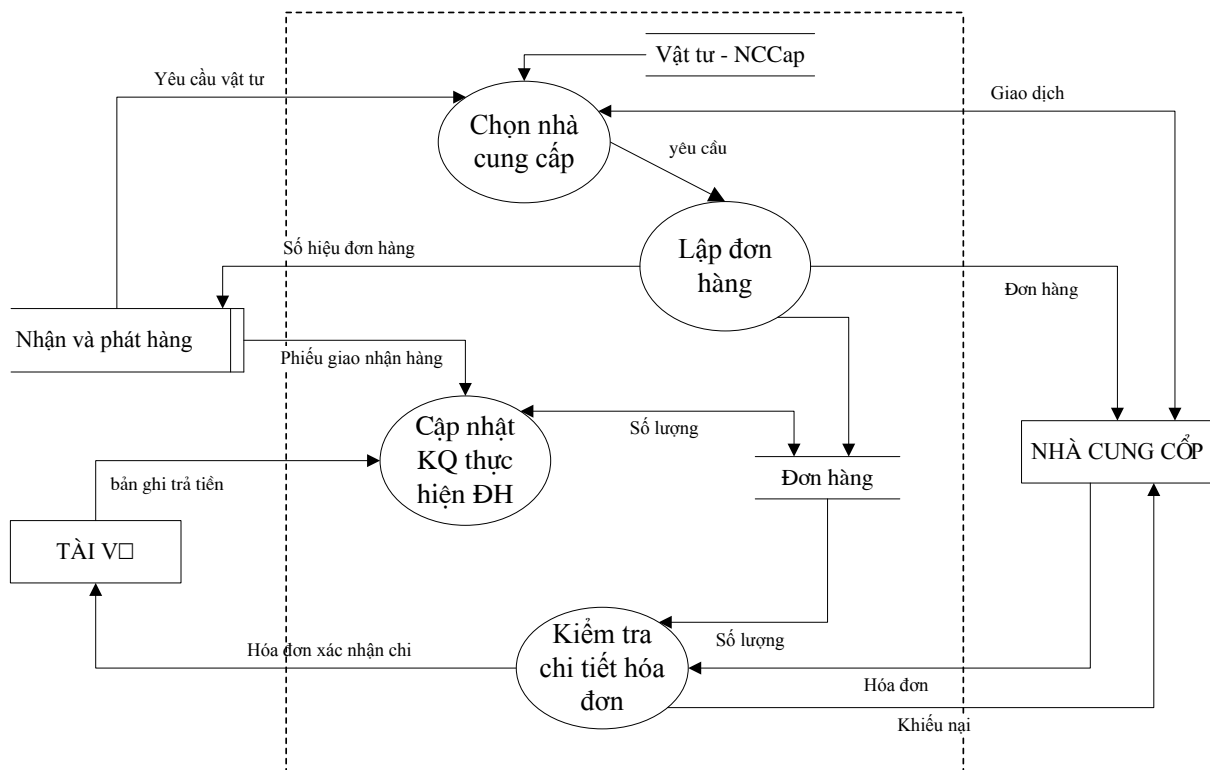 Vật tư - NCCap
Yêu cầu vật tư
Giao dịch
Chọn nhà
cung cấp
yêu cầu
Số hiệu đơn hàng
Lập đơn
hàng
Đơn hàng
Nhận và phát hàng
Phiếu giao nhận hàng
Cập nhật
KQ thực
hiện ĐH
Số lượng
NHÀ CUNG CỔP
Đơn hàng
bản ghi trả tiền
TÀI V□
Kiểm tra
chi tiết hóa
đơn
Số lượng
Hóa đơn xác nhận chi
Hóa đơn
Khiếu nại